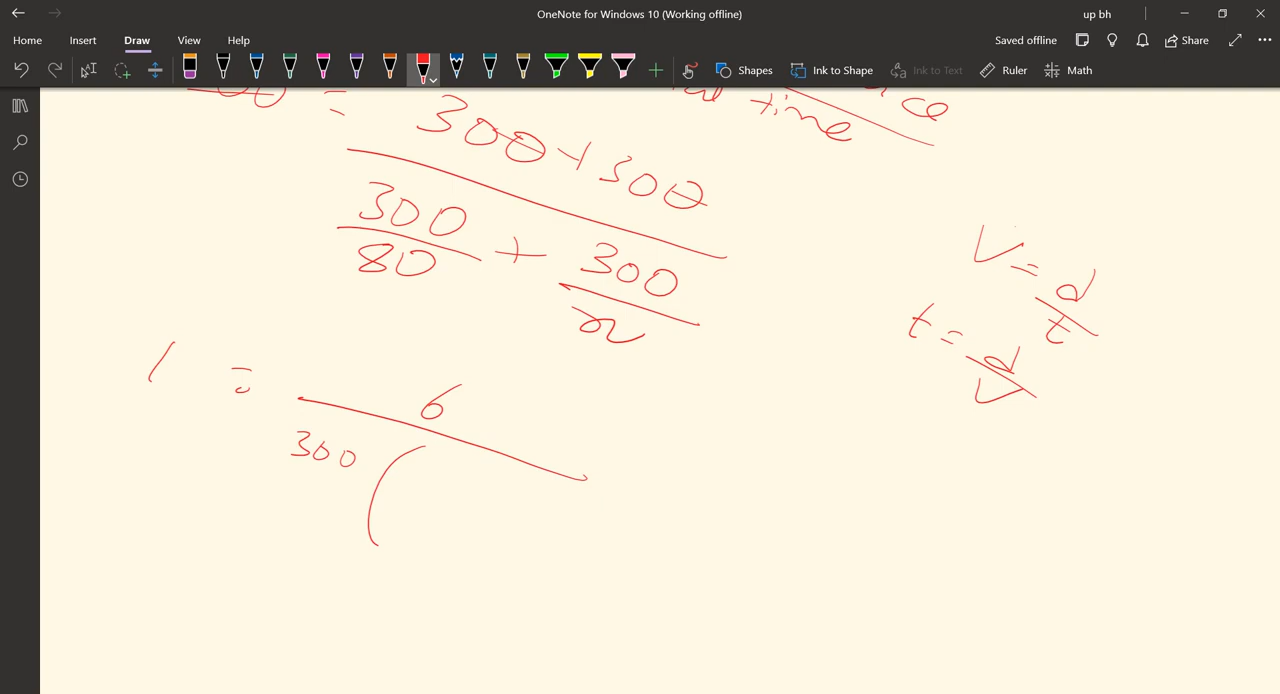 OneNote for Windows 10 (Working offline)
up bh
Home Insert Draw View Help
Saved offline
Share
Shapes Ink to Shape Ink to Text Ruler Math
time
= 300 + 300
300
80
+
300
x
V = d
t
t = d
V
1 = 6
300 (